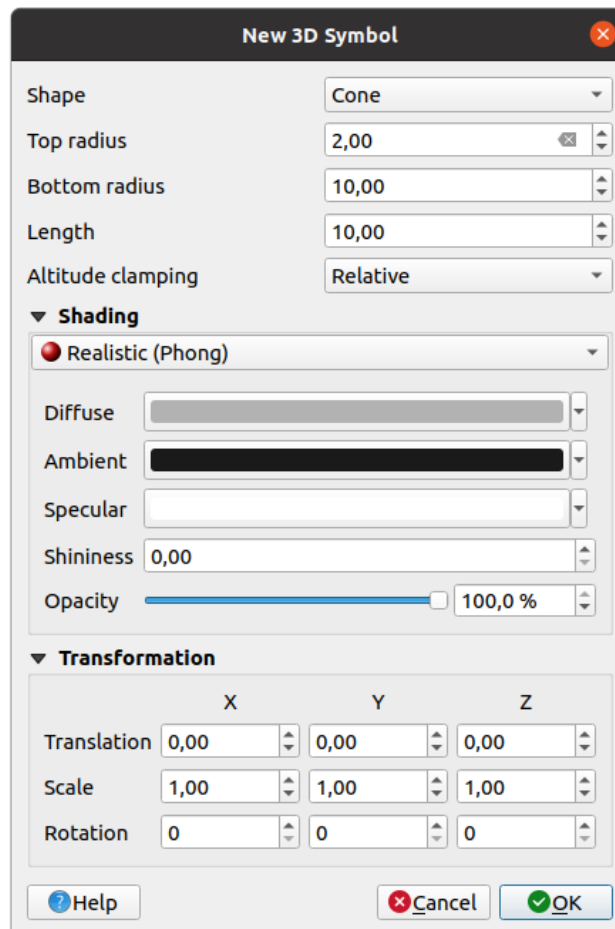 New 3D Symbol
Shape Cone
Top radius 2,00
Bottom radius 10,00
Length 10,00
Altitude clamping Relative
Shading
Realistic (Phong)
Diffuse
Ambient
Specular
Shininess 0,00
Opacity 100,0 %
Transformation
X Y Z
Translation 0,00 0,00 0,00
Scale 1,00 1,00 1,00
Rotation 0 0 0
Help Cancel OK